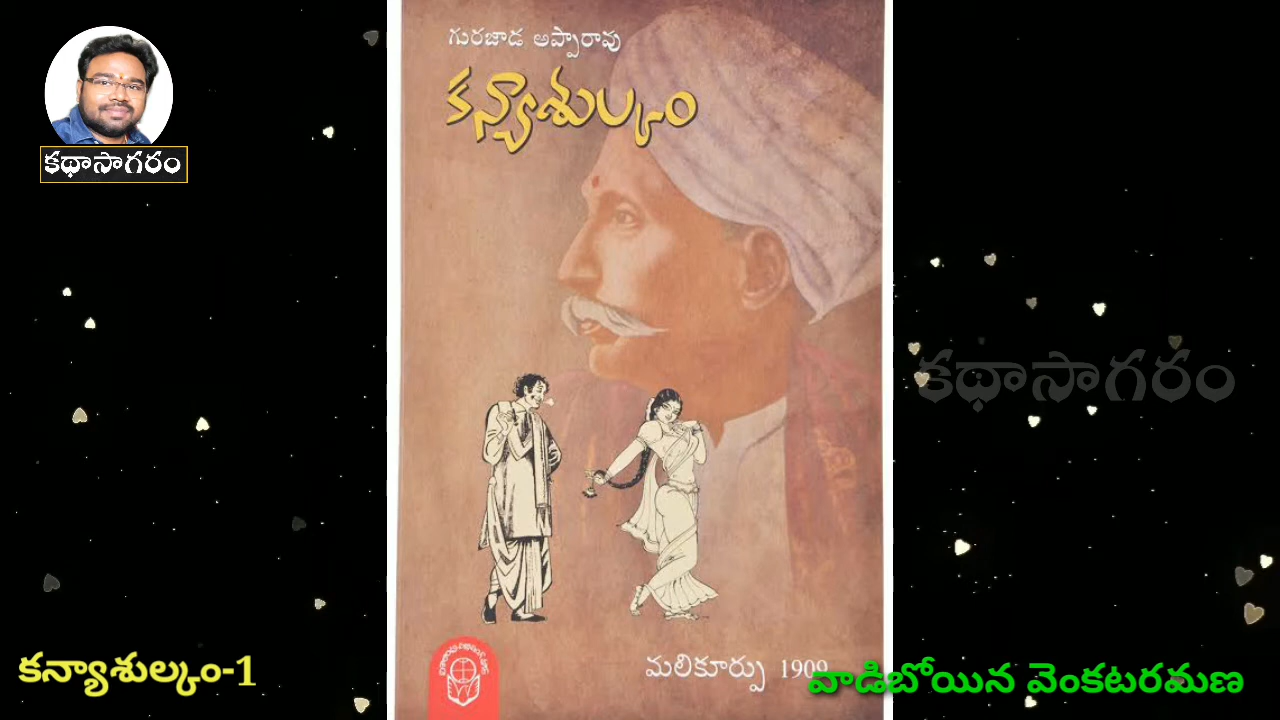 గురజాడ అప్పారావు
కన్యాశుల్కం
కథాసాగరం
కథాసాగరం
మలికూర్పు 1909
కన్యాశుల్కం-1
వాడిబోయిన వెంకటరమణ